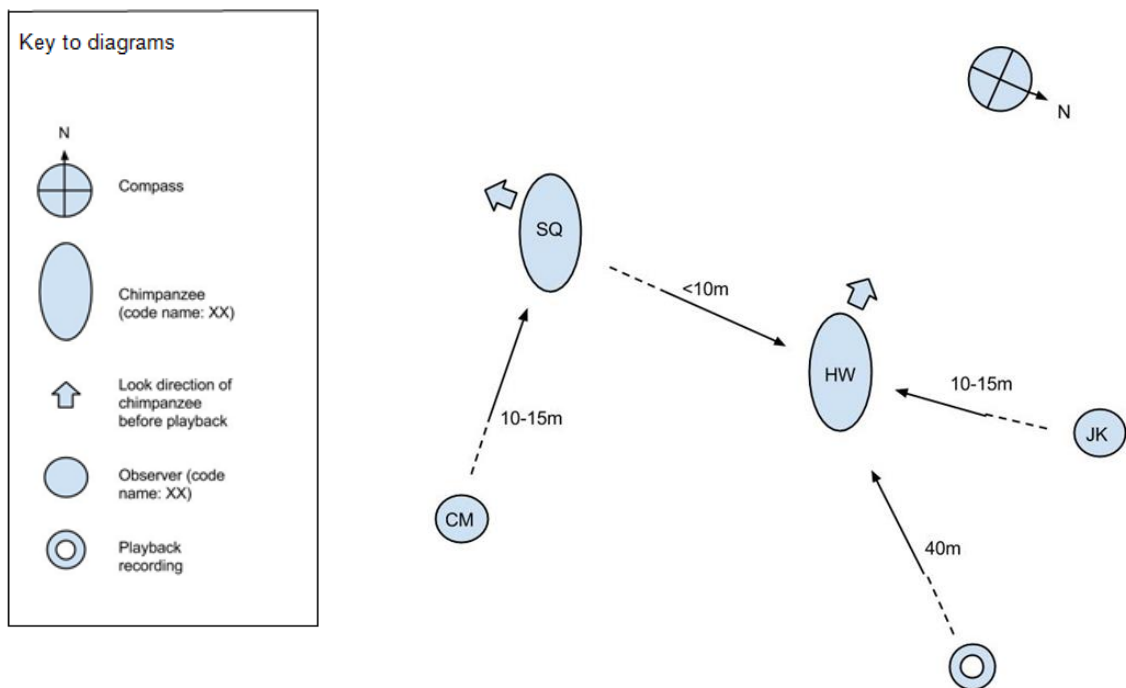 Key to diagrams
N
Compass
Chimpanzee
(code name: XX)
Look direction of
chimpanzee
before playback
Observer (code
name: XX)
Playback
recording
N
SQ
<10m
HW
10-15m
10-15m
JK
CM
40m